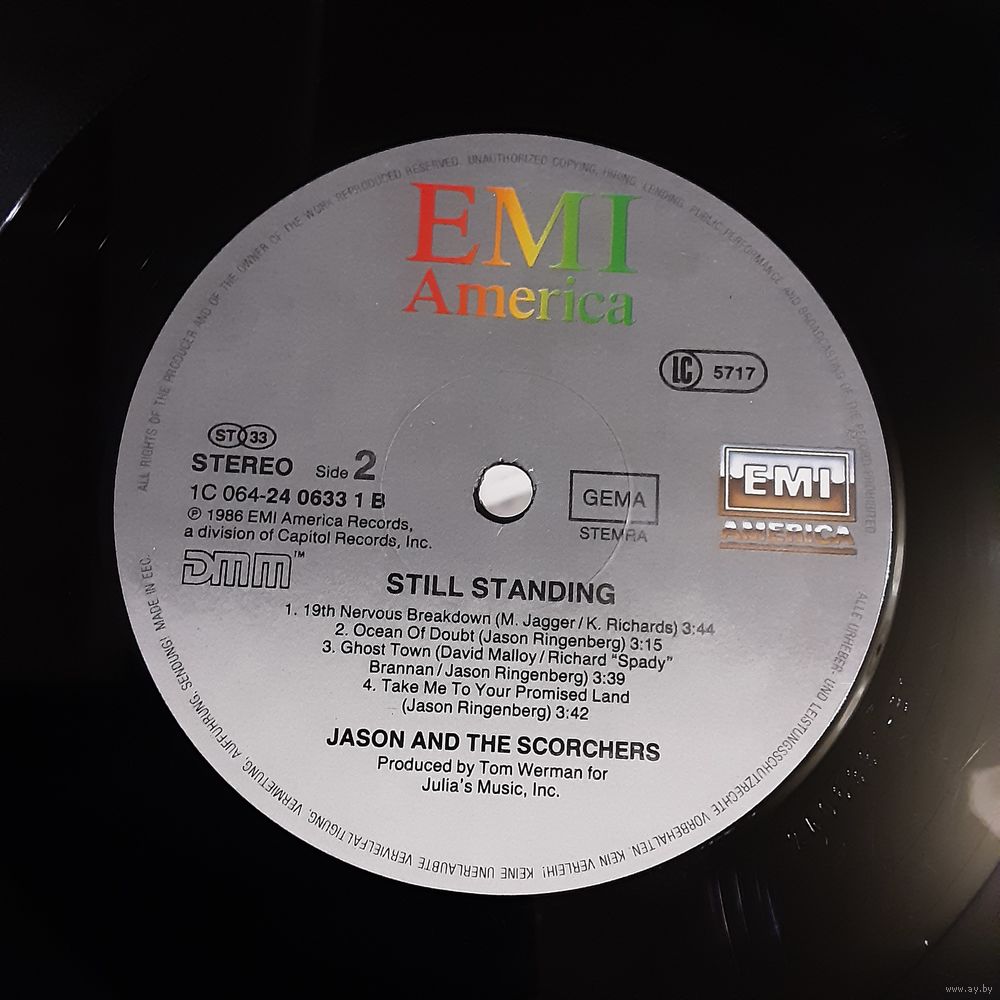 ALL RIGHTS OF THE PRODUCER AND OF THE OWNER OF THE WORK REPRODUCED RESERVED. UNAUTHORIZED COPYING, HIRING, LENDING, PUBLIC PERFORMANCE AND BROADCASTING OF THE RECORD PROHIBITED
EMI
America
LC 5717
ST 33
STEREO Side 2
1C 064-24 0633 1 B
℗ 1986 EMI America Records,
a division of Capitol Records, Inc.
DMM™
GEMA
STEMRA
EMI
AMERICA
STILL STANDING
1. 19th Nervous Breakdown (M. Jagger / K. Richards) 3:44
2. Ocean Of Doubt (Jason Ringenberg) 3:15
3. Ghost Town (David Malloy / Richard "Spady"
Brannan / Jason Ringenberg) 3:39
4. Take Me To Your Promised Land
(Jason Ringenberg) 3:42
JASON AND THE SCORCHERS
Produced by Tom Werman for
Julia's Music, Inc.
ALLE URHEBER- UND LEISTUNGSSCHUTZRECHTE VORBEHALTEN. KEIN VERLEIH! KEINE UNERLAUBTE VERVIELFÄLTIGUNG, VERMIETUNG, AUFFÜHRUNG, SENDUNG! MADE IN EEC.
www.ay.by